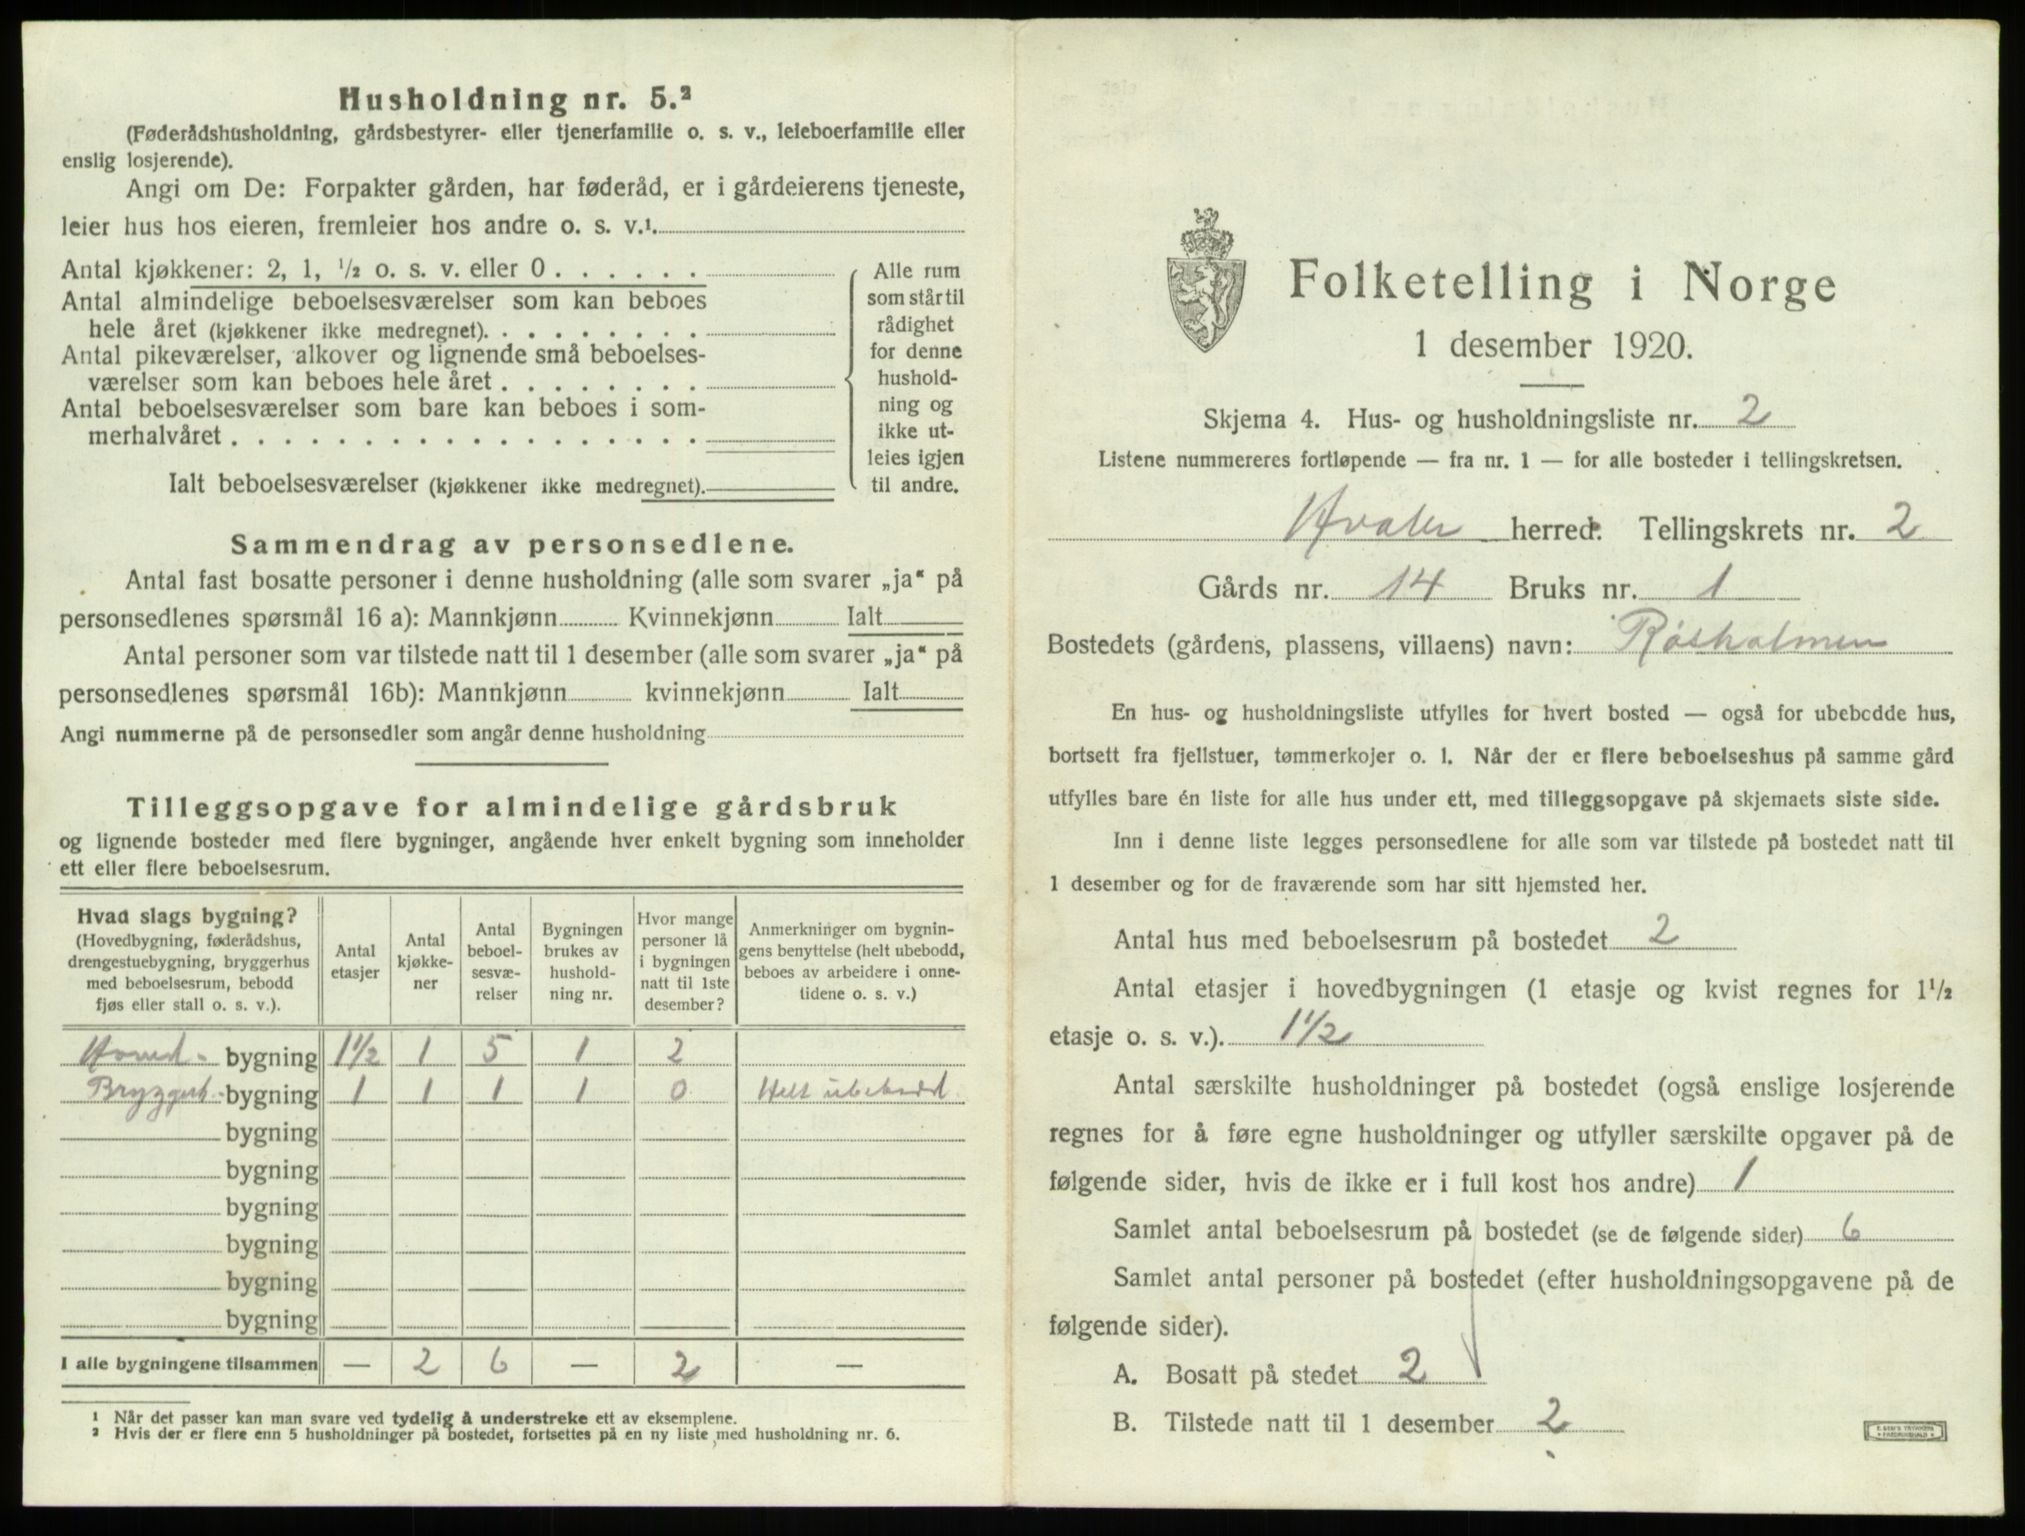 Husholdning nr. 5.²
(Føderådshusholdning, gårdsbestyrer- eller tjenerfamilie o. s. v., leieboerfamilie eller
enslig losjerende).
Angi om De: Forpakter gården, har føderåd, er i gårdeierens tjeneste,
leier hus hos eieren, fremleier hos andre o. s. v.¹.
Antal kjøkkener: 2, 1, ½ o. s. v. eller 0 . . . . . .
Antal almindelige beboelsesværelser som kan beboes
hele året (kjøkkener ikke medregnet). . . . . . . . .
Antal pikeværelser, alkover og lignende små beboelses-
værelser som kan beboes hele året . . . . . . . .
Antal beboelsesværelser som bare kan beboes i som-
merhalvåret . . . . . . . . . . . . . . . . . .
Ialt beboelsesværelser (kjøkkener ikke medregnet).
Alle rum
som står til
rådighet
for denne
hushold-
ning og
ikke ut-
leies igjen
til andre.
Sammendrag av personsedlene.
Antal fast bosatte personer i denne husholdning (alle som svarer „ja“ på
personsedlenes spørsmål 16 a): Mannkjønn Kvinnekjønn Ialt
Antal personer som var tilstede natt til 1 desember (alle som svarer „ja“ på
personsedlenes spørsmål 16b): Mannkjønn kvinnekjønn Ialt
Angi nummerne på de personsedler som angår denne husholdning
Tilleggsopgave for almindelige gårdsbruk
og lignende bosteder med flere bygninger, angående hver enkelt bygning som inneholder
ett eller flere beboelsesrum.
Hvad slags bygning?
(Hovedbygning, føderådshus,
drengestuebygning, bryggerhus
med beboelsesrum, bebodd
fjøs eller stall o. s. v.).
Antal
etasjer
Antal
kjøkke-
ner
Antal
beboel-
sesvæ-
relser
Bygningen
brukes av
hushold-
ning nr.
Hvor mange
personer lå
i bygningen
natt til 1ste
desember?
Anmerkninger om bygnin-
gens benyttelse (helt ubebodd,
beboes av arbeidere i onne-
tidene o. s. v.)
Hoved- bygning 1½ 1 5 1 2
Bryggerh.- bygning 1 1 1 1 0 Helt ubebodd
bygning
bygning
bygning
bygning
bygning
bygning
I alle bygningene tilsammen — 2 6 — 2 —
¹ Når det passer kan man svare ved tydelig å understreke ett av eksemplene.
² Hvis der er flere enn 5 husholdninger på bostedet, fortsettes på en ny liste med husholdning nr. 6.
Folketelling i Norge
1 desember 1920.
Skjema 4. Hus- og husholdningsliste nr. 2
Listene nummereres fortløpende — fra nr. 1 — for alle bosteder i tellingskretsen.
Hvaler herred. Tellingskrets nr. 2
Gårds nr. 14 Bruks nr. 1
Bostedets (gårdens, plassens, villaens) navn: Røsholmen
En hus- og husholdningsliste utfylles for hvert bosted — også for ubebodde hus,
bortsett fra fjellstuer, tømmerkojer o. l. Når der er flere beboelseshus på samme gård
utfylles bare én liste for alle hus under ett, med tilleggsopgave på skjemaets siste side.
Inn i denne liste legges personsedlene for alle som var tilstede på bostedet natt til
1 desember og for de fraværende som har sitt hjemsted her.
Antal hus med beboelsesrum på bostedet 2
Antal etasjer i hovedbygningen (1 etasje og kvist regnes for 1½
etasje o. s. v.). 1½
Antal særskilte husholdninger på bostedet (også enslige losjerende
regnes for å føre egne husholdninger og utfyller særskilte opgaver på de
følgende sider, hvis de ikke er i full kost hos andre) 1
Samlet antal beboelsesrum på bostedet (se de følgende sider) 6
Samlet antal personer på bostedet (efter husholdningsopgavene på de
følgende sider).
A. Bosatt på stedet 2
B. Tilstede natt til 1 desember 2